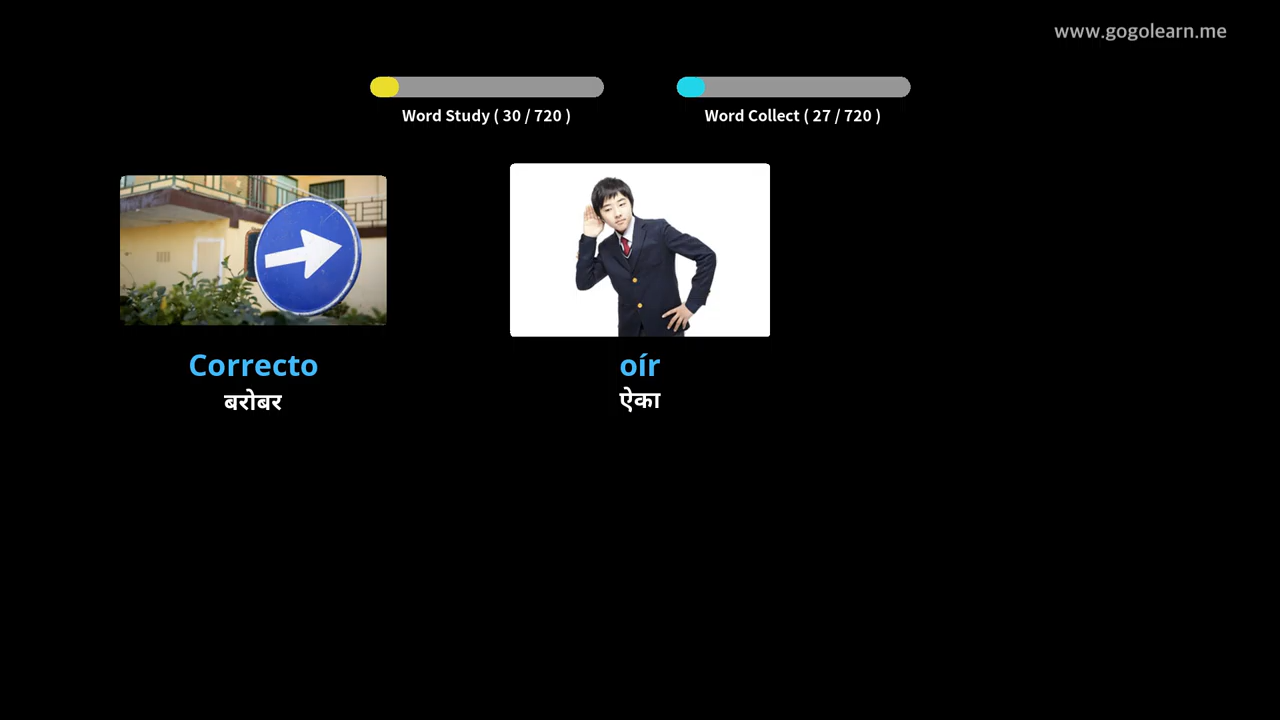 www.gogolearn.me
Word Study ( 30 / 720 )
Word Collect ( 27 / 720 )
Correcto
बरोबर
oír
ऐका